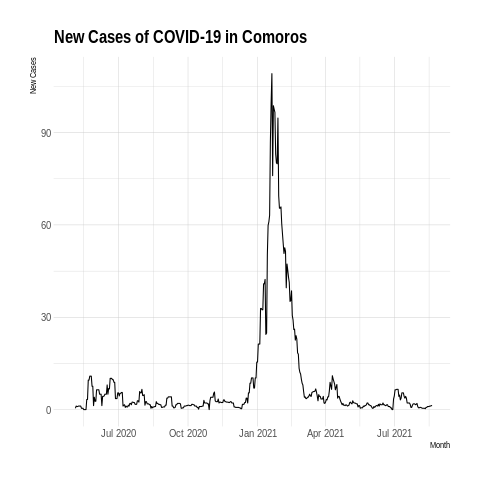 New Cases of COVID-19 in Comoros
New Cases
90
60
30
0
Jul 2020 Oct 2020 Jan 2021 Apr 2021 Jul 2021
Month